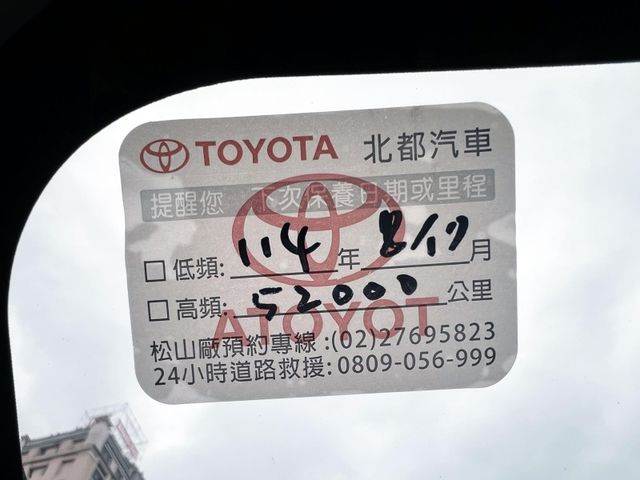 TOYOTA 北都汽車
提醒您 下次保養日期或里程
低頻: 114 年 8/17 月
高頻: 52000 公里
松山廠預約專線:(02)27695823
24小時道路救援:0809-056-999
TOYOTA